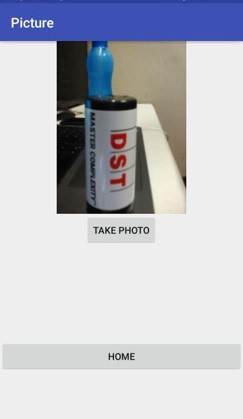 Picture
MASTER COMPLEXITY
DST
TAKE PHOTO
HOME